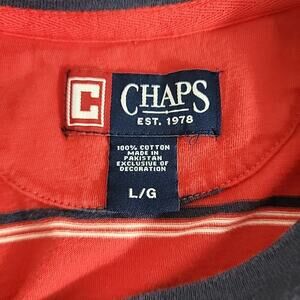 C
CHAPS
EST. 1978
100% COTTON
MADE IN
PAKISTAN
EXCLUSIVE OF
DECORATION
L/G